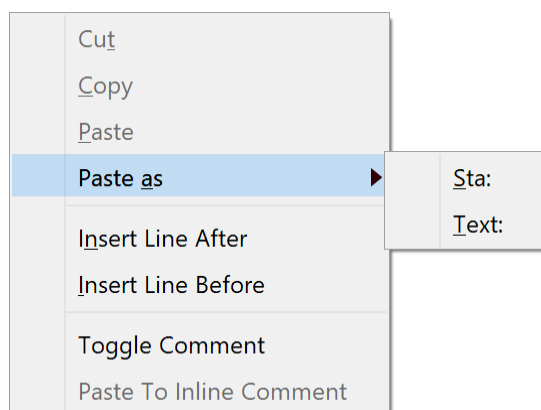 Cut
Copy
Paste
Paste as
Sta:
Text:
Insert Line After
Insert Line Before
Toggle Comment
Paste To Inline Comment